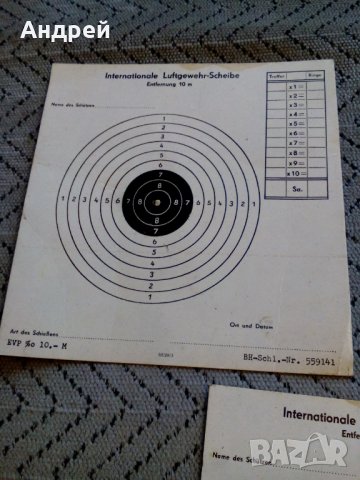 Андрей
Internationale Luftgewehr-Scheibe
Entfernung 10 m
Name des Schützen
Treffer Ringe
x 1 =
x 2 =
x 3 =
x 4 =
x 5 =
x 6 =
x 7 =
x 8 =
x 9 =
x 10 =
Sa.
1
2
3
4
5
6
7
8
1 2 3 4 5 6 7 8 8 7 6 5 4 3 2 1
8
7
6
5
4
3
2
1
Art des Schießens
Ort und Datum
EVP %o 10,- M
BH-Schl.-Nr. 559141
Internationale
Entfe
Name des Schützen
BAZAR